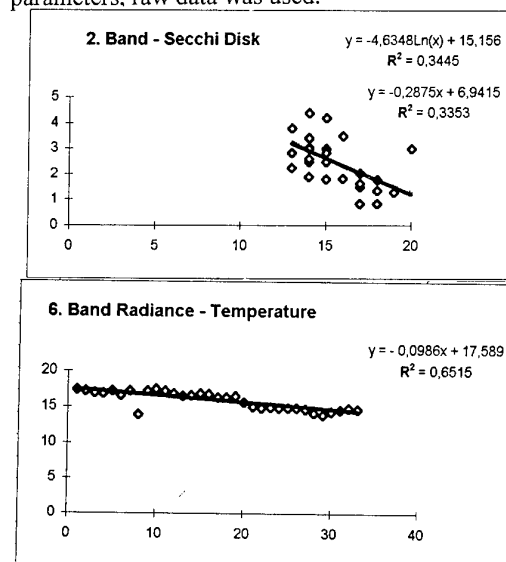 parameters, raw data was used.
2. Band - Secchi Disk
y = -4,6348Ln(x) + 15,156
R² = 0,3445
y = -0,2875x + 6,9415
R² = 0,3353
5
4
3
2
1
0
0 5 10 15 20
6. Band Radiance - Temperature
y = - 0,0986x + 17,589
R² = 0,6515
20
15
10
5
0
0 10 20 30 40